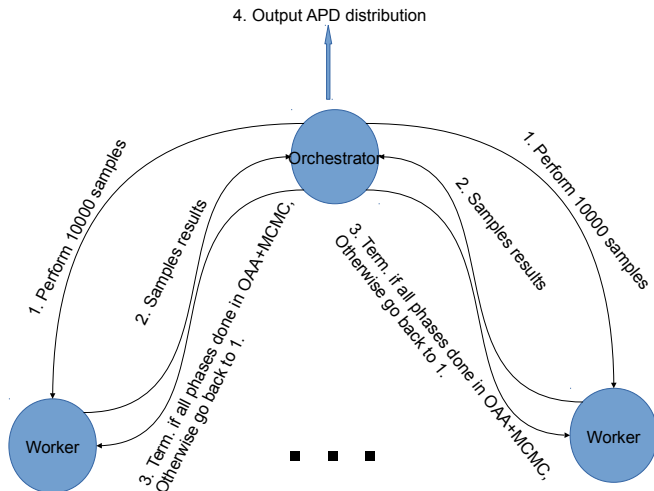 4. Output APD distribution
Orchestrator
1. Perform 10000 samples
2. Samples results
3. Term. if all phases done in OAA+MCMC,
Otherwise go back to 1.
1. Perform 10000 samples
2. Samples results
3. Term. if all phases done in OAA+MCMC,
Otherwise go back to 1.
Worker
Worker